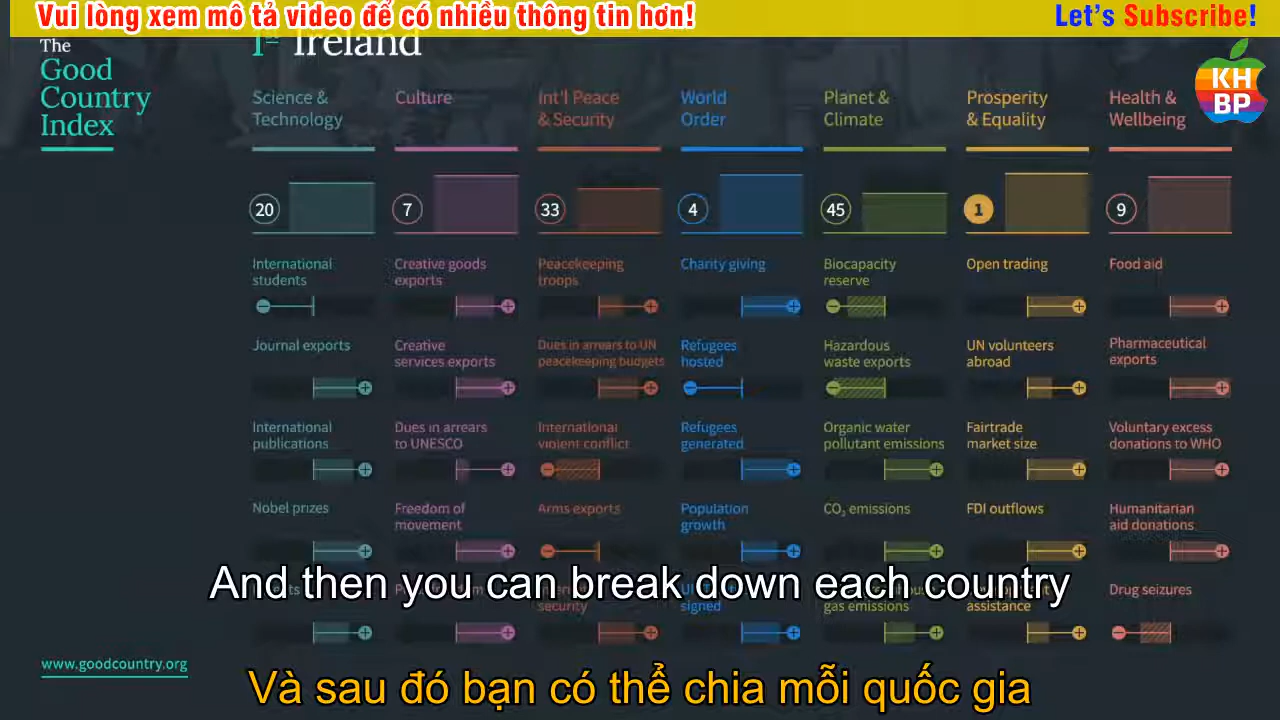 Vui lòng xem mô tả video để có nhiều thông tin hơn!
Let's Subscribe!
The
Good
Country
Index
1st Ireland
KH
BP
Science &
Technology
Culture
Int'l Peace
& Security
World
Order
Planet &
Climate
Prosperity
& Equality
Health &
Wellbeing
20
7
33
4
45
1
9
International
students
Creative goods
exports
Peacekeeping
troops
Charity giving
Biocapacity
reserve
Open trading
Food aid
Journal exports
Creative
services exports
Dues in arrears to UN
peacekeeping budgets
Refugees
hosted
Hazardous
waste exports
UN volunteers
abroad
Pharmaceutical
exports
International
publications
Dues in arrears
to UNESCO
International
violent conflict
Refugees
generated
Organic water
pollutant emissions
Fairtrade
market size
Voluntary excess
donations to WHO
Nobel prizes
Freedom of
movement
Arms exports
Population
growth
CO₂ emissions
FDI outflows
Humanitarian
aid donations
security
signed
gas emissions
assistance
Drug seizures
And then you can break down each country
www.goodcountry.org
Và sau đó bạn có thể chia mỗi quốc gia